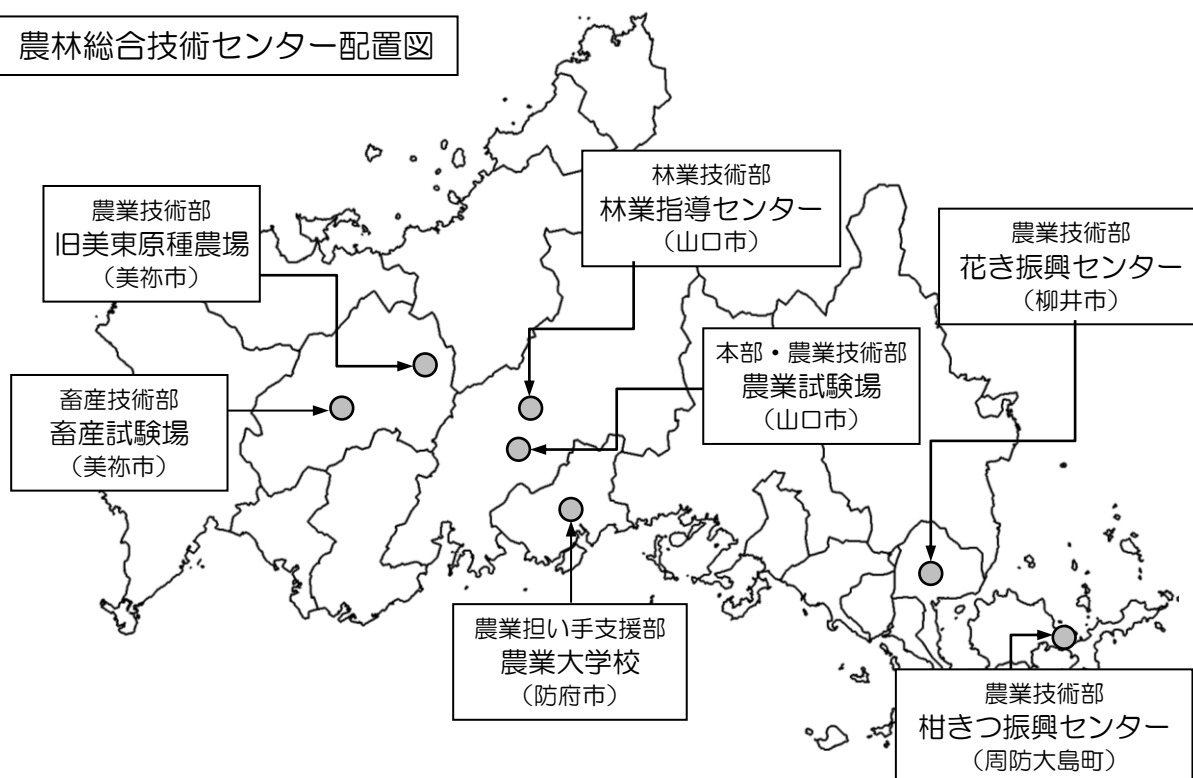 農林総合技術センター配置図
林業技術部
林業指導センター
（山口市）
農業技術部
旧美東原種農場
（美祢市）
農業技術部
花き振興センター
（柳井市）
本部・農業技術部
農業試験場
（山口市）
畜産技術部
畜産試験場
（美祢市）
農業担い手支援部
農業大学校
（防府市）
農業技術部
柑きつ振興センター
（周防大島町）